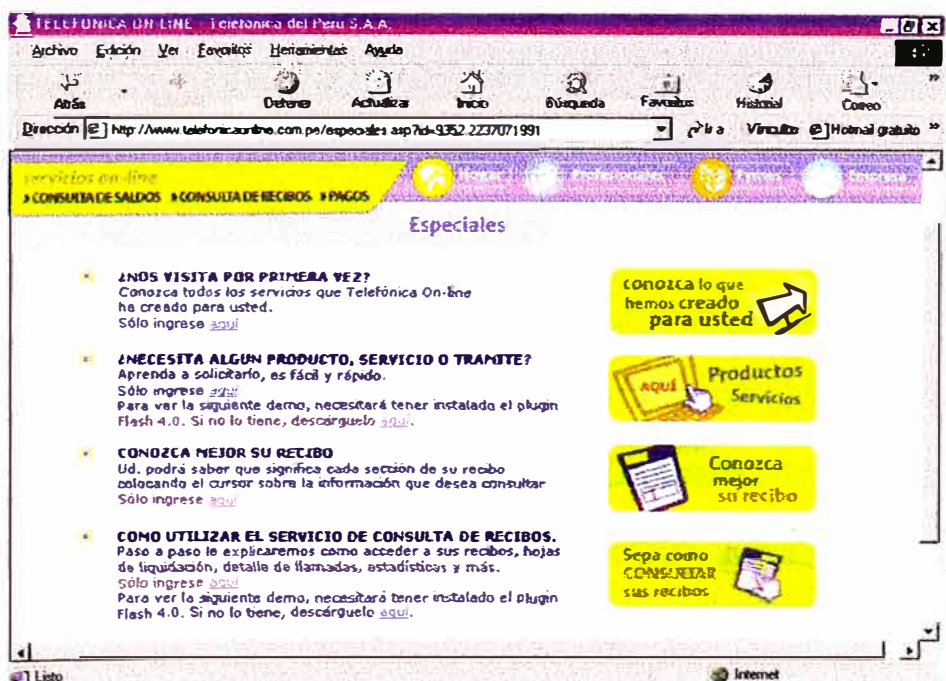 TELEFONICA ON LINE - Telefonica del Peru S.A.A.
Archivo Edición Ver Favoritos Herramientas Ayuda
Atrás Detener Actualizar Inicio Búsqueda Favoritos Historial Correo
Dirección http://www.telefonicaonline.com.pe/especiales.asp?id=9352.2237071991 Ir a Vínculos Hotmail gratuito
servicios on-line
CONSULTA DE SALDOS CONSULTA DE RECIBOS PAGOS
Hogar Profesionales
Especiales
¿NOS VISITA POR PRIMERA VEZ?
Conozca todos los servicios que Telefónica On-line
ha creado para usted.
Sólo ingrese aquí
conozca lo que
hemos creado
para usted
¿NECESITA ALGUN PRODUCTO, SERVICIO O TRAMITE?
Aprenda a solicitarlo, es fácil y rápido.
Sólo ingrese aquí
Para ver la siguiente demo, necesitará tener instalado el plugin
Flash 4.0. Si no lo tiene, descárguelo aquí.
AQUÍ
Productos
Servicios
CONOZCA MEJOR SU RECIBO
Ud. podrá saber que significa cada sección de su recibo
colocando el cursor sobre la información que desea consultar
Sólo ingrese aquí
Conozca
mejor
su recibo
COMO UTILIZAR EL SERVICIO DE CONSULTA DE RECIBOS.
Paso a paso le explicaremos como acceder a sus recibos, hojas
de liquidación, detalle de llamadas, estadísticas y más.
Sólo ingrese aquí
Para ver la siguiente demo, necesitará tener instalado el plugin
Flash 4.0. Si no lo tiene, descárguelo aquí.
Sepa como
CONSULTAR
sus recibos
Listo Internet